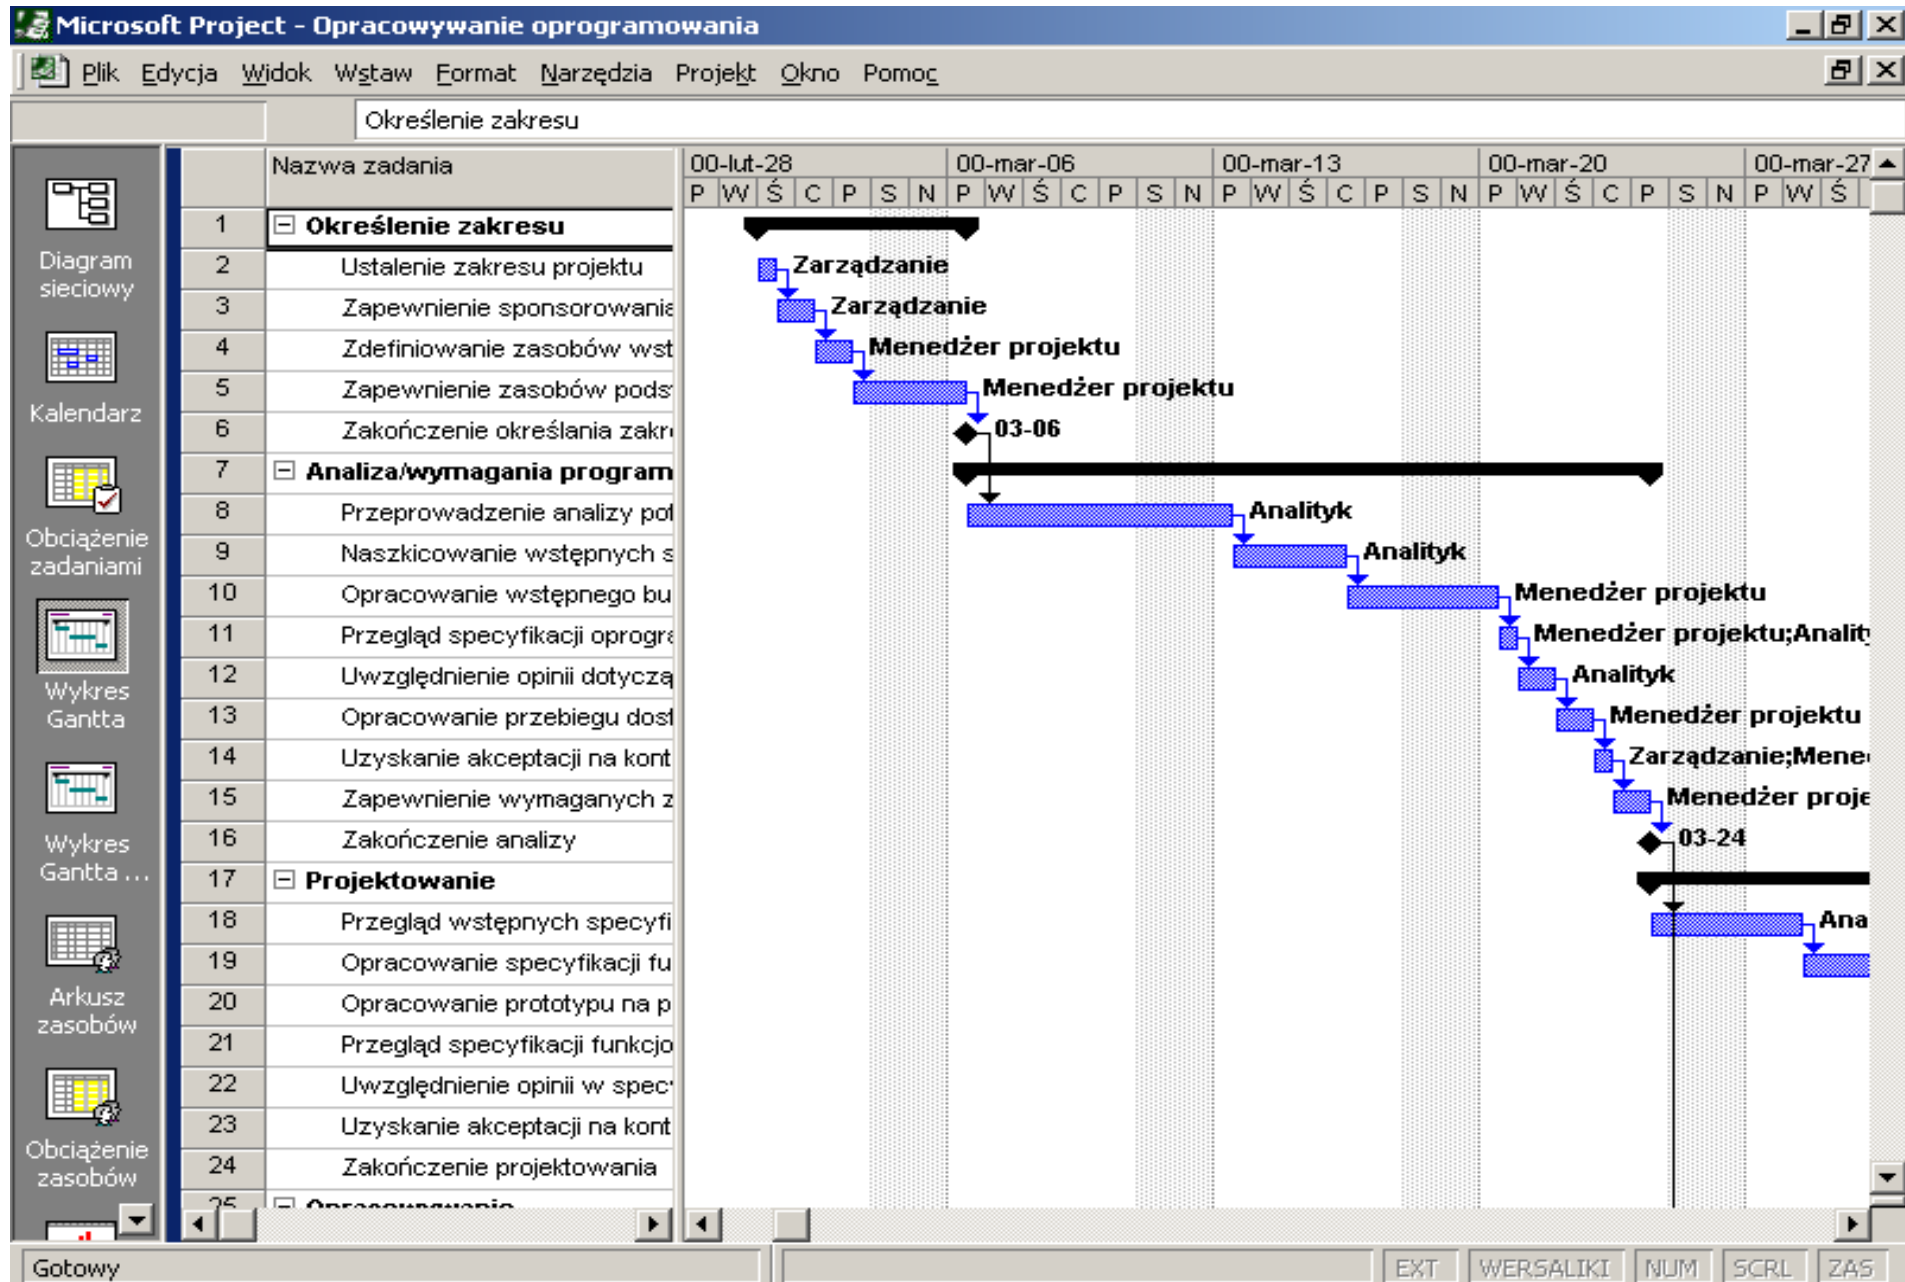 Microsoft Project - Opracowywanie oprogramowania
Plik Edycja Widok Wstaw Format Narzędzia Projekt Okno Pomoc
Określenie zakresu
Nazwa zadania
00-lut-28 00-mar-06 00-mar-13 00-mar-20 00-mar-27
P W Ś C P S N P W Ś C P S N P W Ś C P S N P W Ś C P S N P W Ś
1 Określenie zakresu
2 Ustalenie zakresu projektu Zarządzanie
3 Zapewnienie sponsorowania Zarządzanie
4 Zdefiniowanie zasobów wst Menedżer projektu
5 Zapewnienie zasobów pods Menedżer projektu
6 Zakończenie określania zakr 03-06
7 Analiza/wymagania program
8 Przeprowadzenie analizy pot Analityk
9 Naszkicowanie wstępnych s Analityk
10 Opracowanie wstępnego bu Menedżer projektu
11 Przegląd specyfikacji oprogra Menedżer projektu;Anality
12 Uwzględnienie opinii dotyczą Analityk
13 Opracowanie przebiegu dost Menedżer projektu
14 Uzyskanie akceptacji na kont Zarządzanie;Mene
15 Zapewnienie wymaganych z Menedżer proje
16 Zakończenie analizy 03-24
17 Projektowanie
18 Przegląd wstępnych specyfi Ana
19 Opracowanie specyfikacji fu
20 Opracowanie prototypu na p
21 Przegląd specyfikacji funkcjo
22 Uwzględnienie opinii w spec
23 Uzyskanie akceptacji na kont
24 Zakończenie projektowania
25 Opracowywanie
Diagram
sieciowy
Kalendarz
Obciążenie
zadaniami
Wykres
Gantta
Wykres
Gantta ...
Arkusz
zasobów
Obciążenie
zasobów
Gotowy
EXT WERSALIKI NUM SCRL ZAS